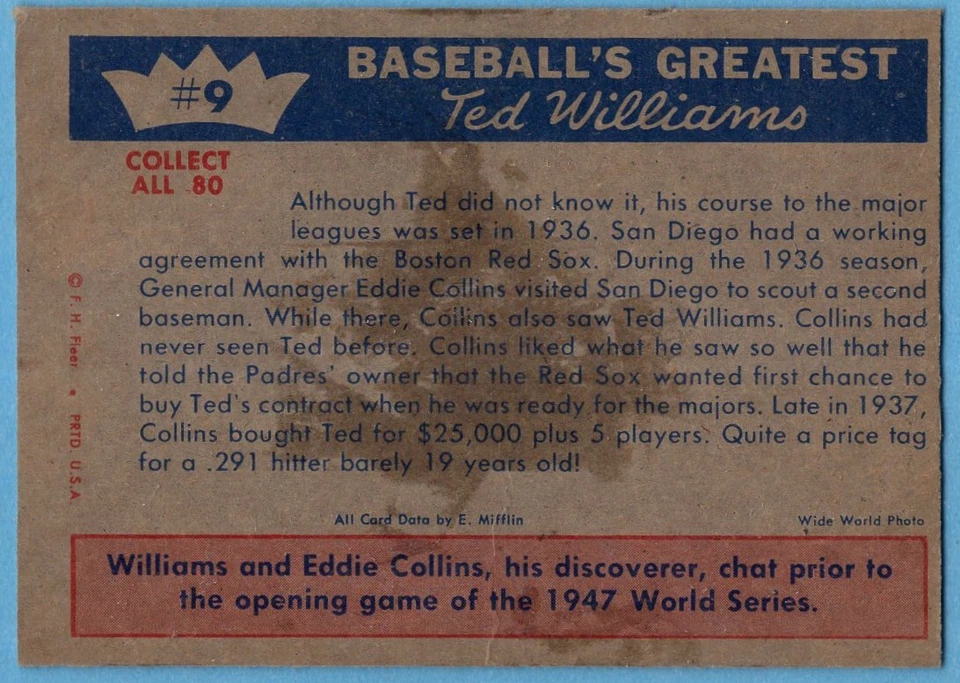 #9
BASEBALL'S GREATEST
Ted Williams
COLLECT
ALL 80
Although Ted did not know it, his course to the major
leagues was set in 1936. San Diego had a working
agreement with the Boston Red Sox. During the 1936 season,
General Manager Eddie Collins visited San Diego to scout a second
baseman. While there, Collins also saw Ted Williams. Collins had
never seen Ted before. Collins liked what he saw so well that he
told the Padres' owner that the Red Sox wanted first chance to
buy Ted's contract when he was ready for the majors. Late in 1937,
Collins bought Ted for $25,000 plus 5 players. Quite a price tag
for a .291 hitter barely 19 years old!
© F. H. Fleer • PRTD. U.S.A.
All Card Data by E. Mifflin
Wide World Photo
Williams and Eddie Collins, his discoverer, chat prior to
the opening game of the 1947 World Series.